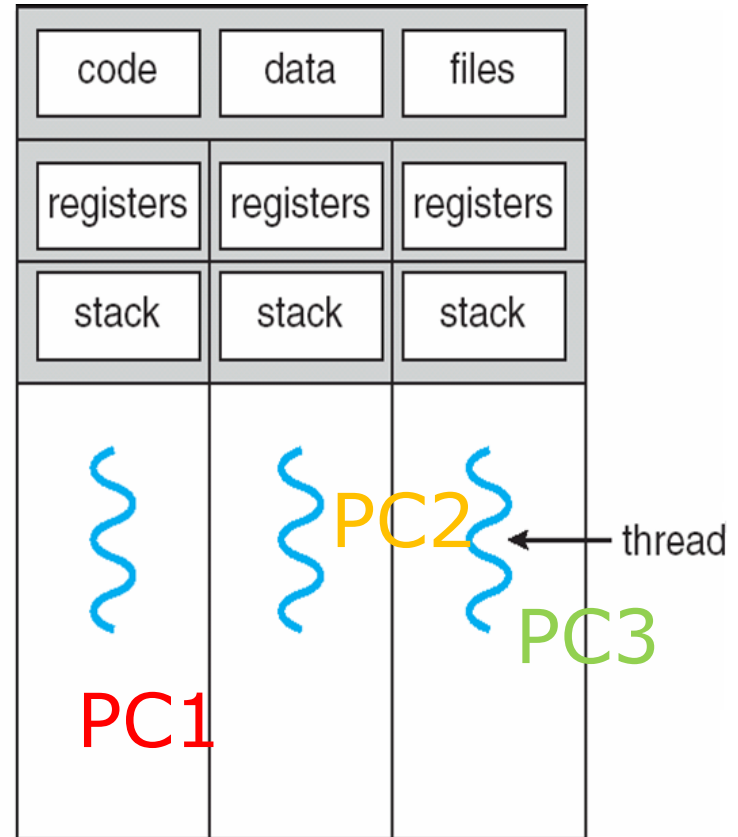 code data files
registers registers registers
stack stack stack
PC2
thread
PC3
PC1